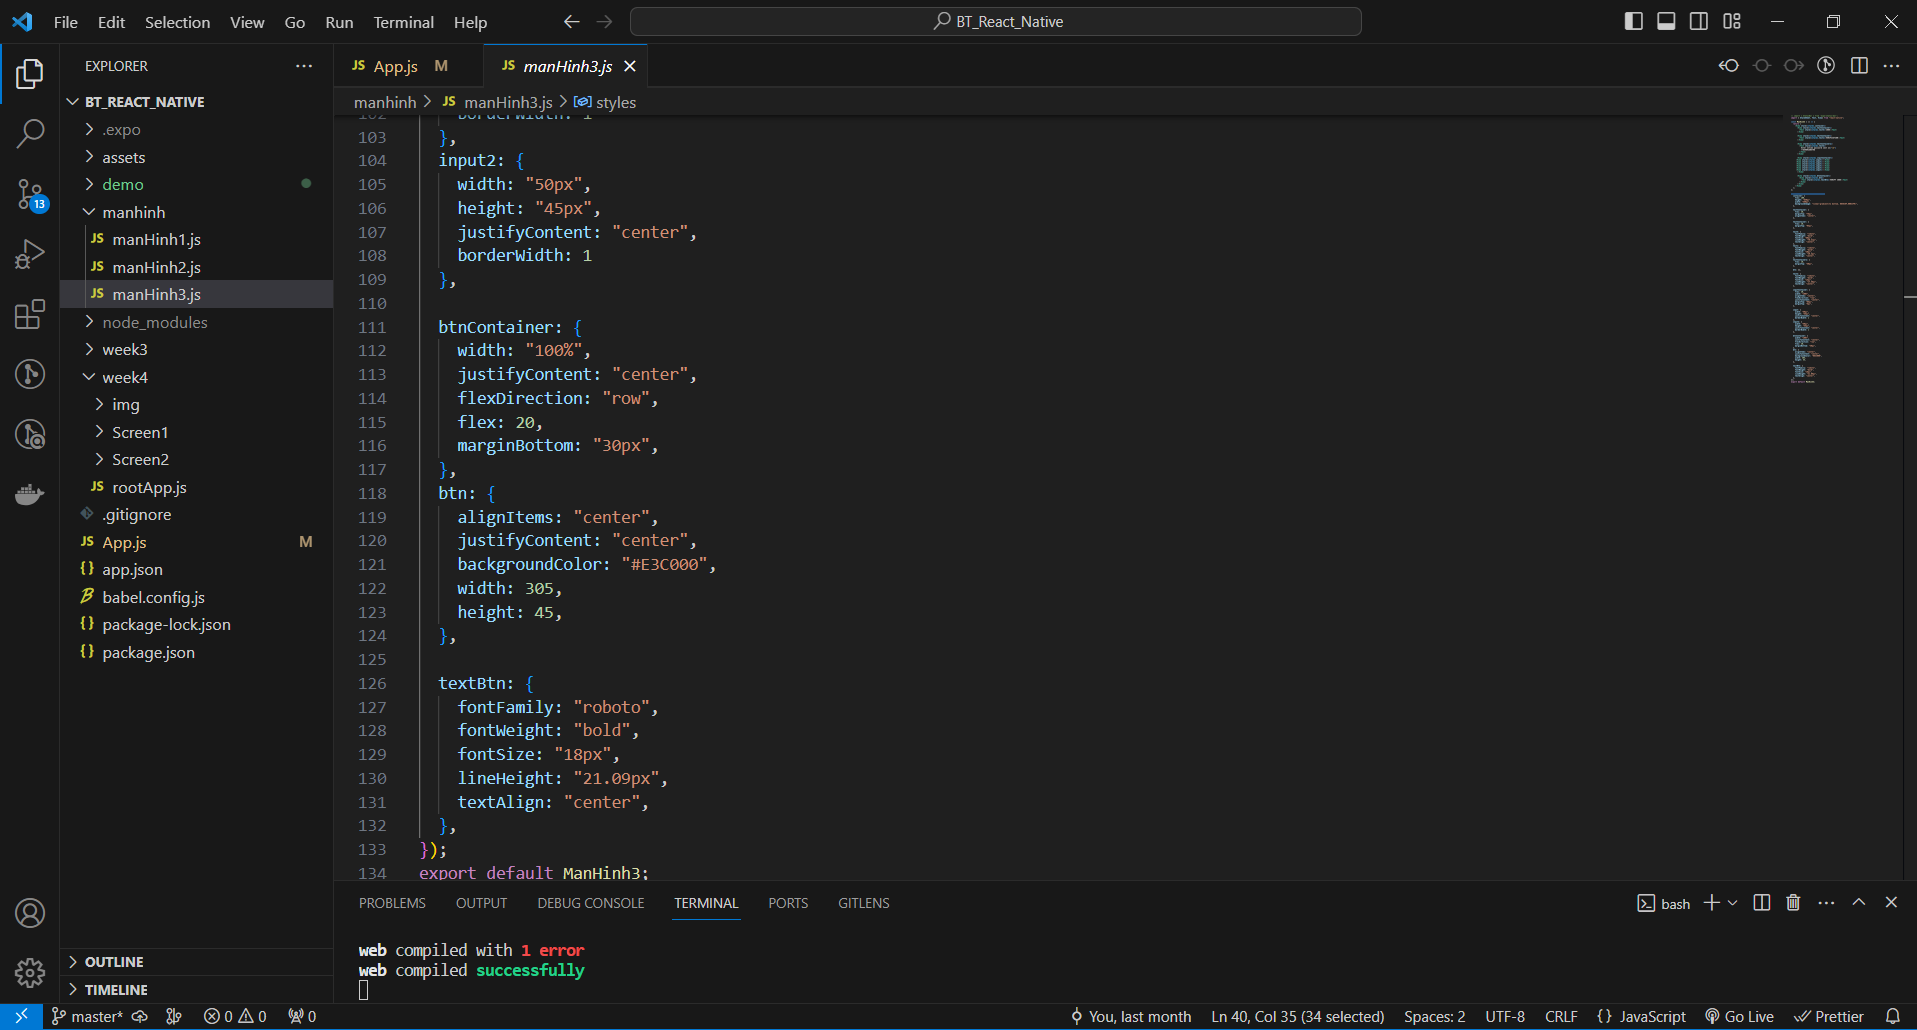 File Edit Selection View Go Run Terminal Help
BT_React_Native
EXPLORER
BT_REACT_NATIVE
.expo
assets
demo
manhinh
JS manHinh1.js
JS manHinh2.js
JS manHinh3.js
node_modules
week3
week4
img
Screen1
Screen2
JS rootApp.js
.gitignore
JS App.js M
{} app.json
babel.config.js
package-lock.json
package.json
OUTLINE
TIMELINE
13
JS App.js M
JS manHinh3.js
manhinh > JS manHinh3.js > styles
102 borderWidth: 1
103 },
104 input2: {
105 width: "50px",
106 height: "45px",
107 justifyContent: "center",
108 borderWidth: 1
109 },
110
111 btnContainer: {
112 width: "100%",
113 justifyContent: "center",
114 flexDirection: "row",
115 flex: 20,
116 marginBottom: "30px",
117 },
118 btn: {
119 alignItems: "center",
120 justifyContent: "center",
121 backgroundColor: "#E3C000",
122 width: 305,
123 height: 45,
124 },
125
126 textBtn: {
127 fontFamily: "roboto",
128 fontWeight: "bold",
129 fontSize: "18px",
130 lineHeight: "21.09px",
131 textAlign: "center",
132 },
133 });
134 export default ManHinh3;
PROBLEMS OUTPUT DEBUG CONSOLE TERMINAL PORTS GITLENS
bash
web compiled with 1 error
web compiled successfully
master* 0 0 0
You, last month Ln 40, Col 35 (34 selected) Spaces: 2 UTF-8 CRLF {} JavaScript Go Live Prettier